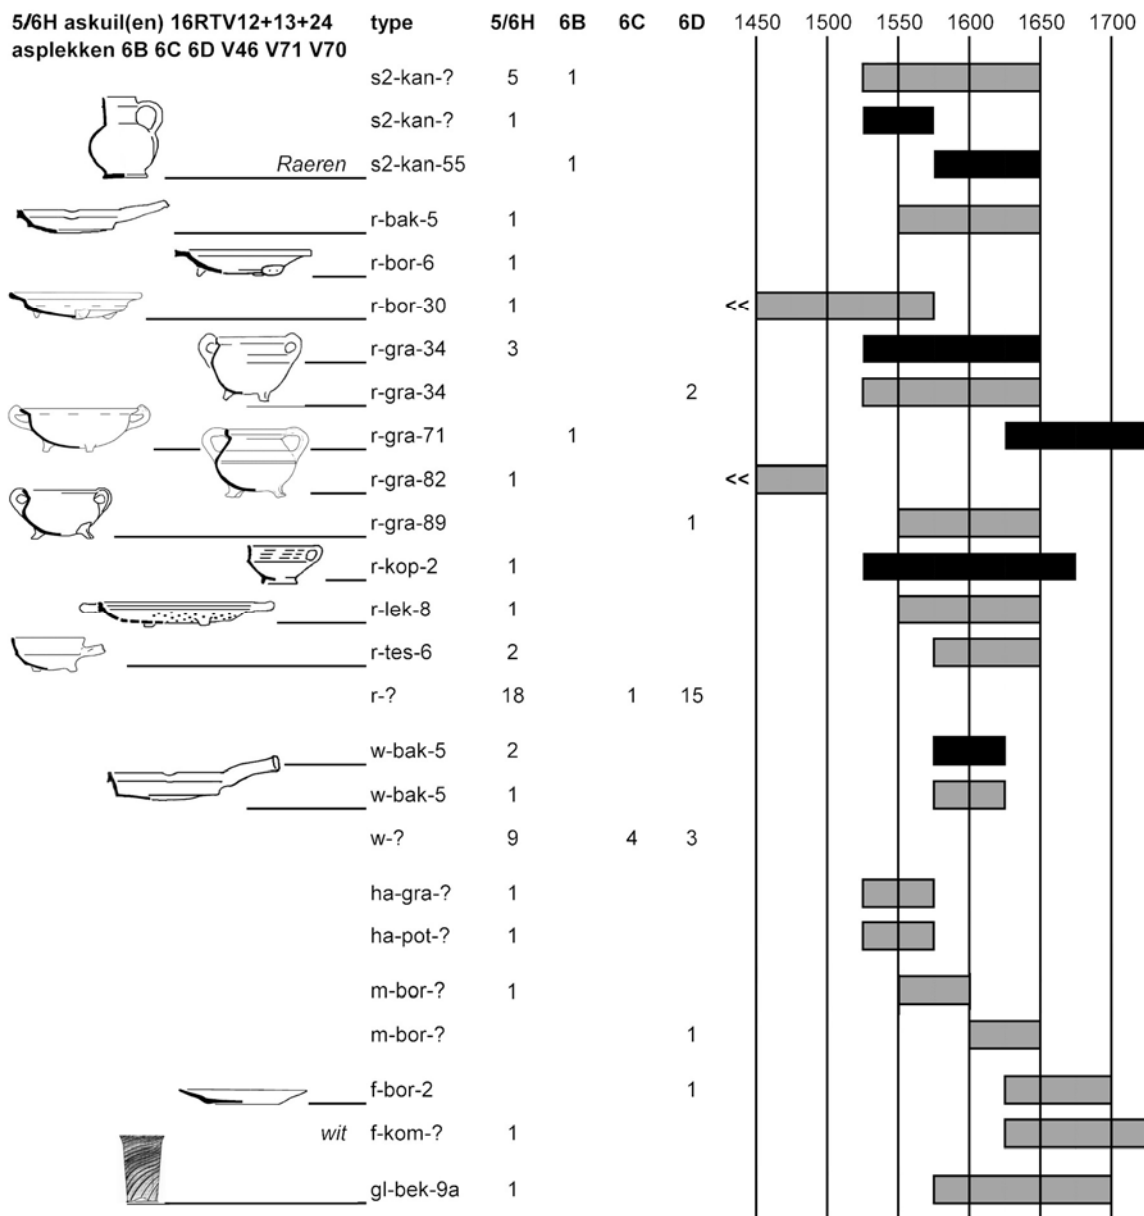 5/6H askuil(en) 16RTV12+13+24 type 5/6H 6B 6C 6D 1450 1500 1550 1600 1650 1700
asplekken 6B 6C 6D V46 V71 V70
s2-kan-? 5 1
s2-kan-? 1
Raeren s2-kan-55 1
r-bak-5 1
r-bor-6 1
r-bor-30 1 <<
r-gra-34 3
r-gra-34 2
r-gra-71 1
r-gra-82 1 <<
r-gra-89 1
r-kop-2 1
r-lek-8 1
r-tes-6 2
r-? 18 1 15
w-bak-5 2
w-bak-5 1
w-? 9 4 3
ha-gra-? 1
ha-pot-? 1
m-bor-? 1
m-bor-? 1
f-bor-2 1
wit f-kom-? 1
gl-bek-9a 1